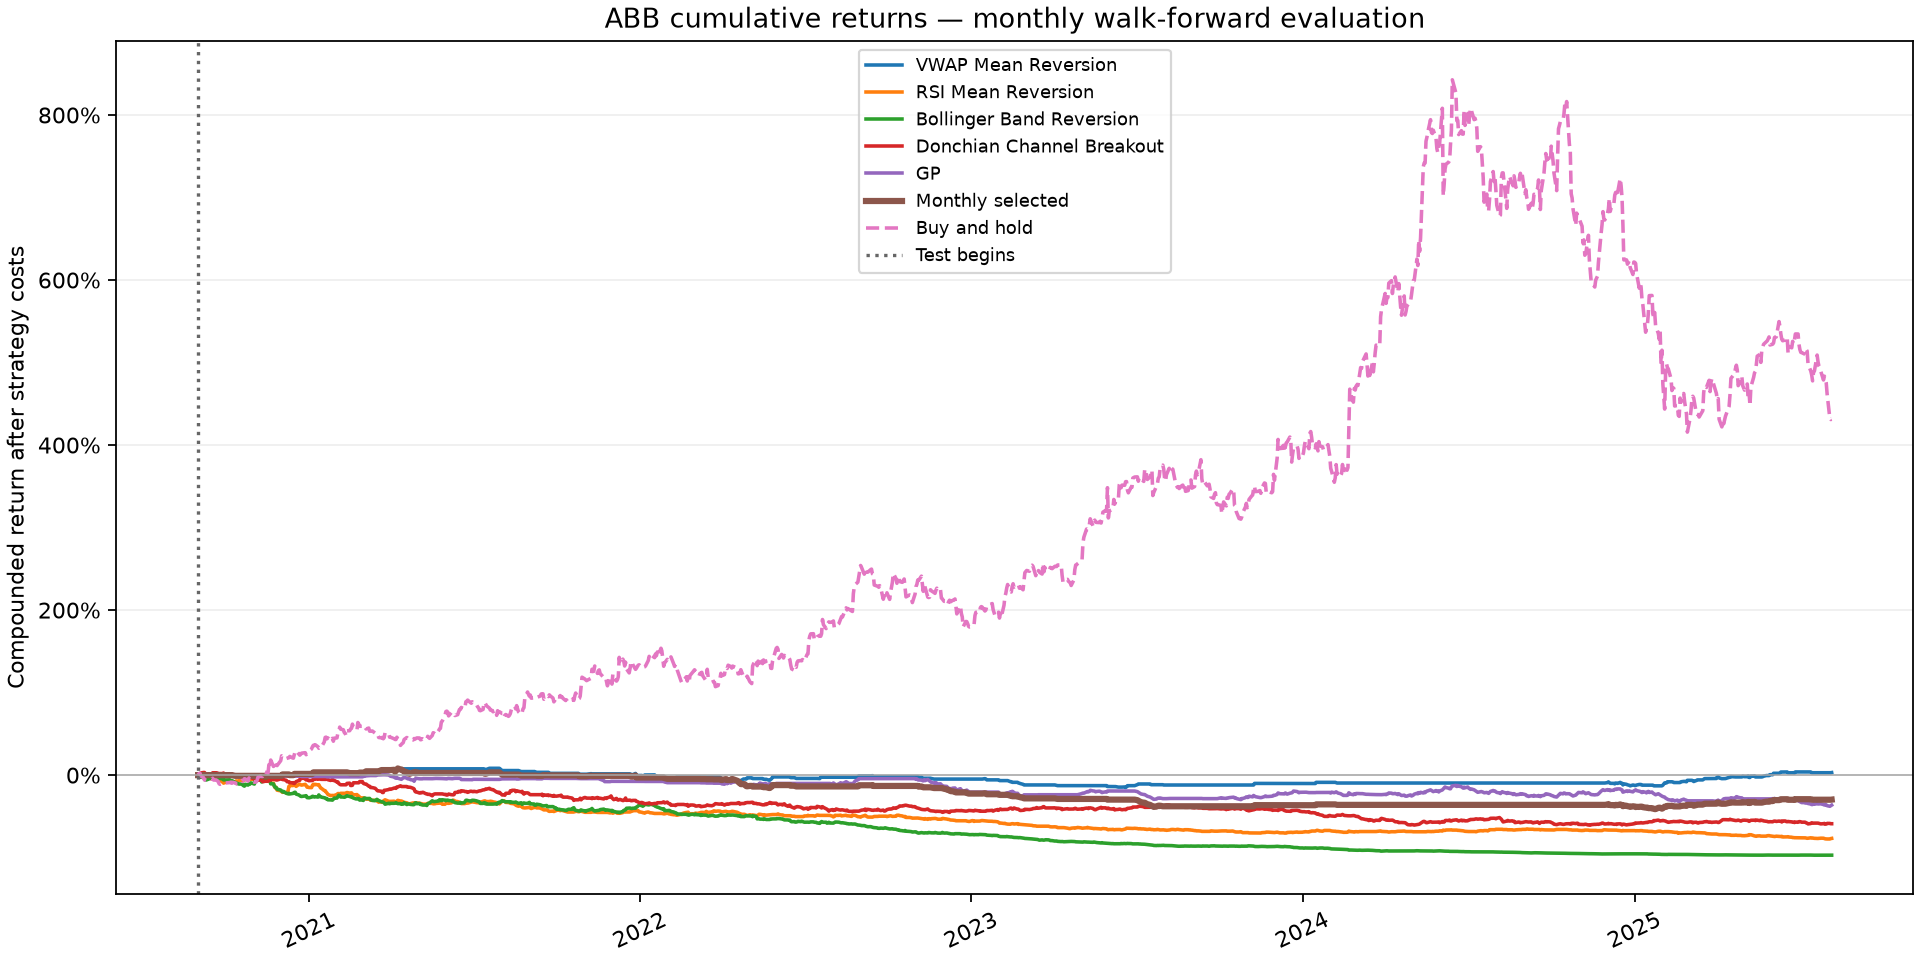 ABB cumulative returns — monthly walk-forward evaluation
Compounded return after strategy costs
800%
600%
400%
200%
0%
VWAP Mean Reversion
RSI Mean Reversion
Bollinger Band Reversion
Donchian Channel Breakout
GP
Monthly selected
Buy and hold
Test begins
2021
2022
2023
2024
2025